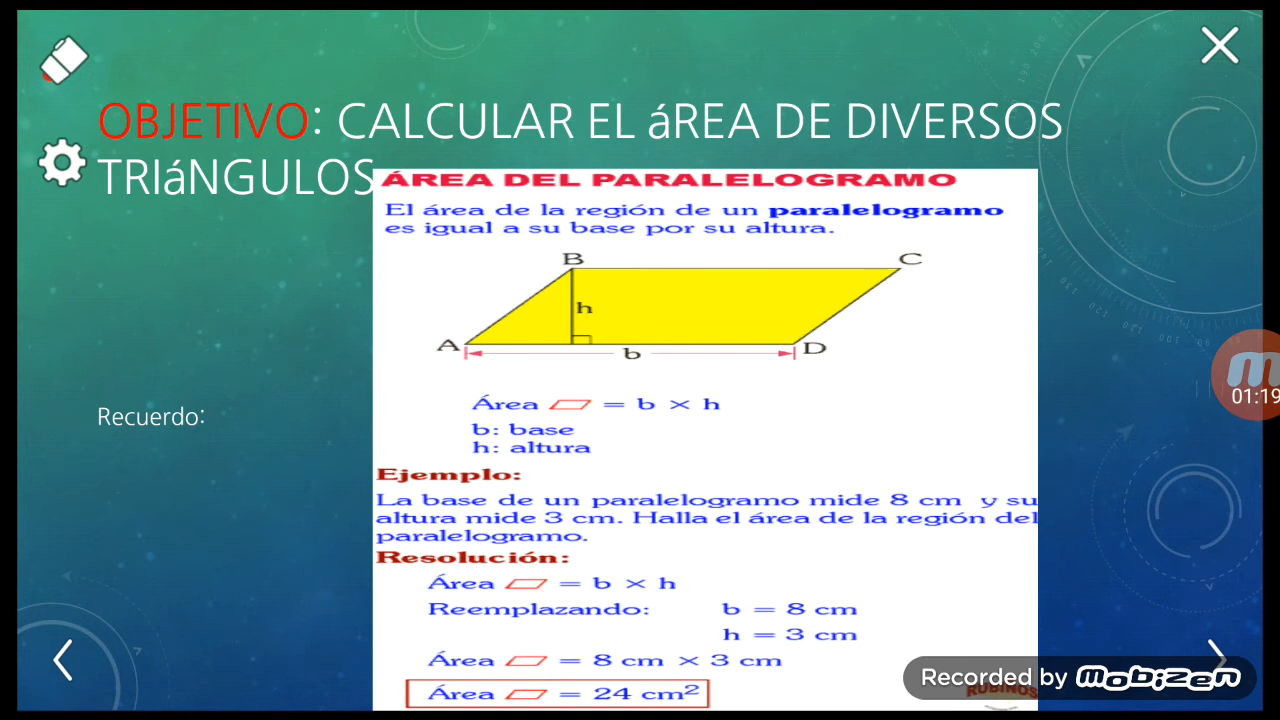 OBJETIVO: CALCULAR EL áREA DE DIVERSOS
TRIáNGULOS
ÁREA DEL PARALELOGRAMO
El área de la región de un paralelogramo
es igual a su base por su altura.
B
C
h
A
b
D
Área = b × h
b: base
h: altura
Recuerdo:
Ejemplo:
La base de un paralelogramo mide 8 cm y su
altura mide 3 cm. Halla el área de la región del
paralelogramo.
Resolución:
Área = b × h
Reemplazando: b = 8 cm
h = 3 cm
Área = 8 cm × 3 cm
Área = 24 cm²
01:19
Recorded by mobizen
RUBIÑOS